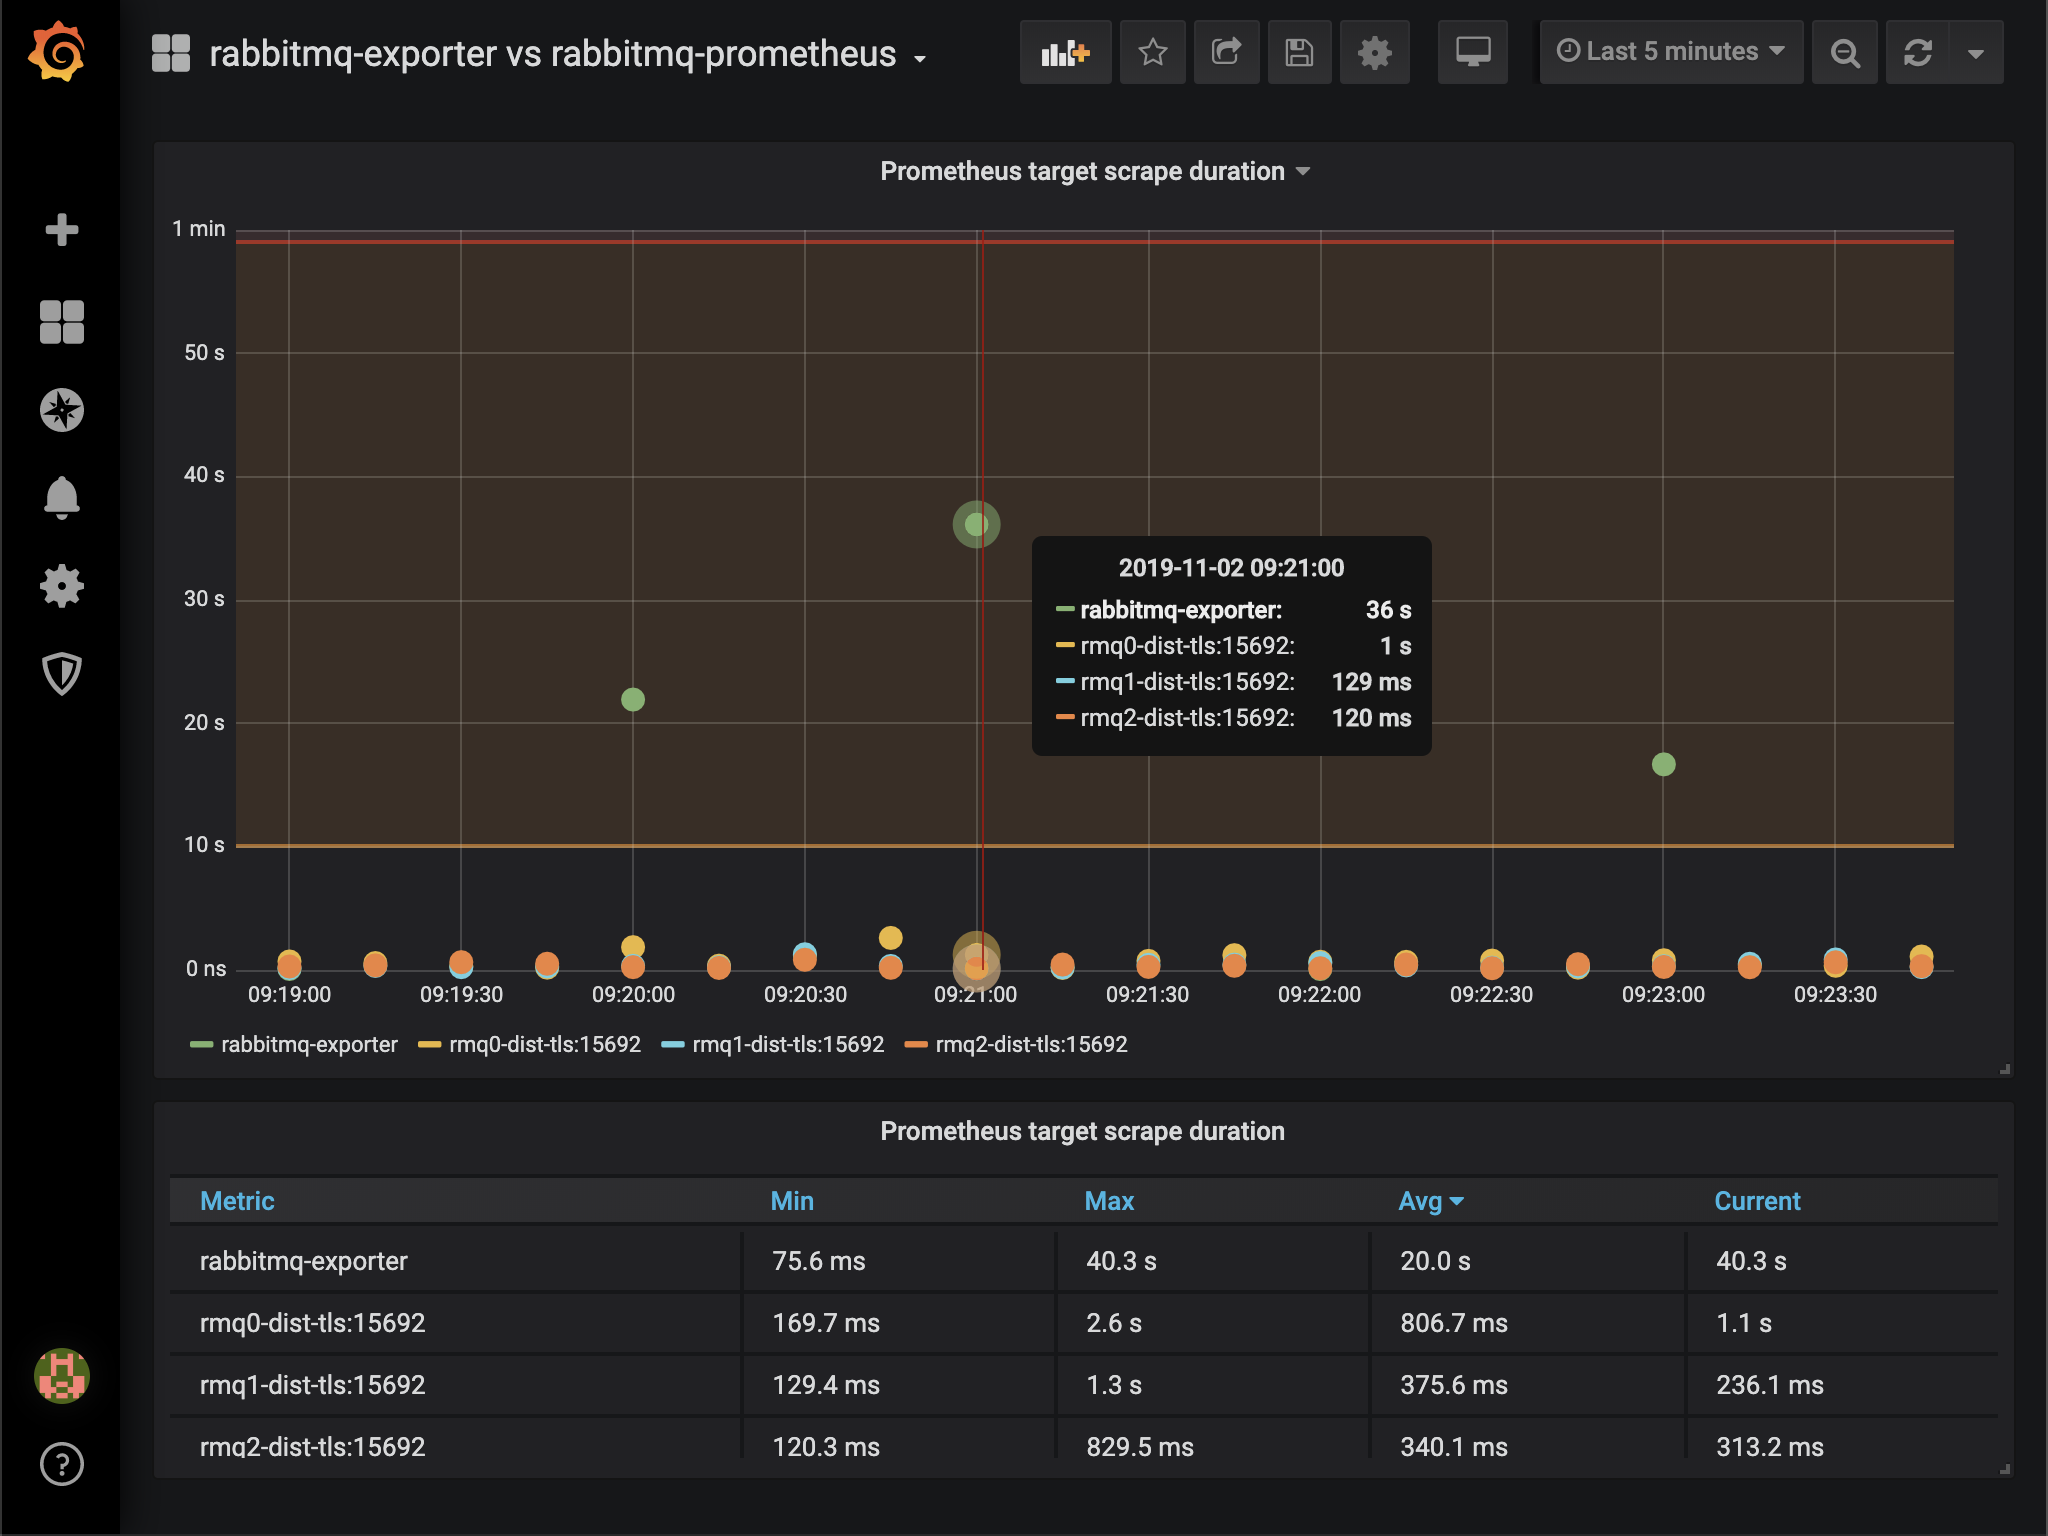 rabbitmq-exporter vs rabbitmq-prometheus
Last 5 minutes
Prometheus target scrape duration
1 min
50 s
40 s
30 s
20 s
10 s
0 ns
2019-11-02 09:21:00
rabbitmq-exporter: 36 s
rmq0-dist-tls:15692: 1 s
rmq1-dist-tls:15692: 129 ms
rmq2-dist-tls:15692: 120 ms
09:19:00 09:19:30 09:20:00 09:20:30 09:21:00 09:21:30 09:22:00 09:22:30 09:23:00 09:23:30
rabbitmq-exporter rmq0-dist-tls:15692 rmq1-dist-tls:15692 rmq2-dist-tls:15692
Prometheus target scrape duration
Metric Min Max Avg Current
rabbitmq-exporter 75.6 ms 40.3 s 20.0 s 40.3 s
rmq0-dist-tls:15692 169.7 ms 2.6 s 806.7 ms 1.1 s
rmq1-dist-tls:15692 129.4 ms 1.3 s 375.6 ms 236.1 ms
rmq2-dist-tls:15692 120.3 ms 829.5 ms 340.1 ms 313.2 ms
?